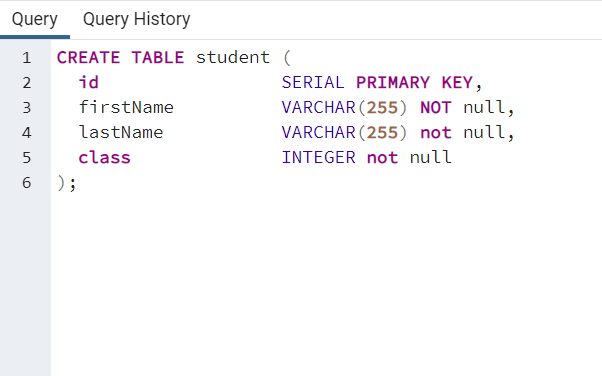 Query Query History
1 CREATE TABLE student (
2 id SERIAL PRIMARY KEY,
3 firstName VARCHAR(255) NOT null,
4 lastName VARCHAR(255) not null,
5 class INTEGER not null
6 );